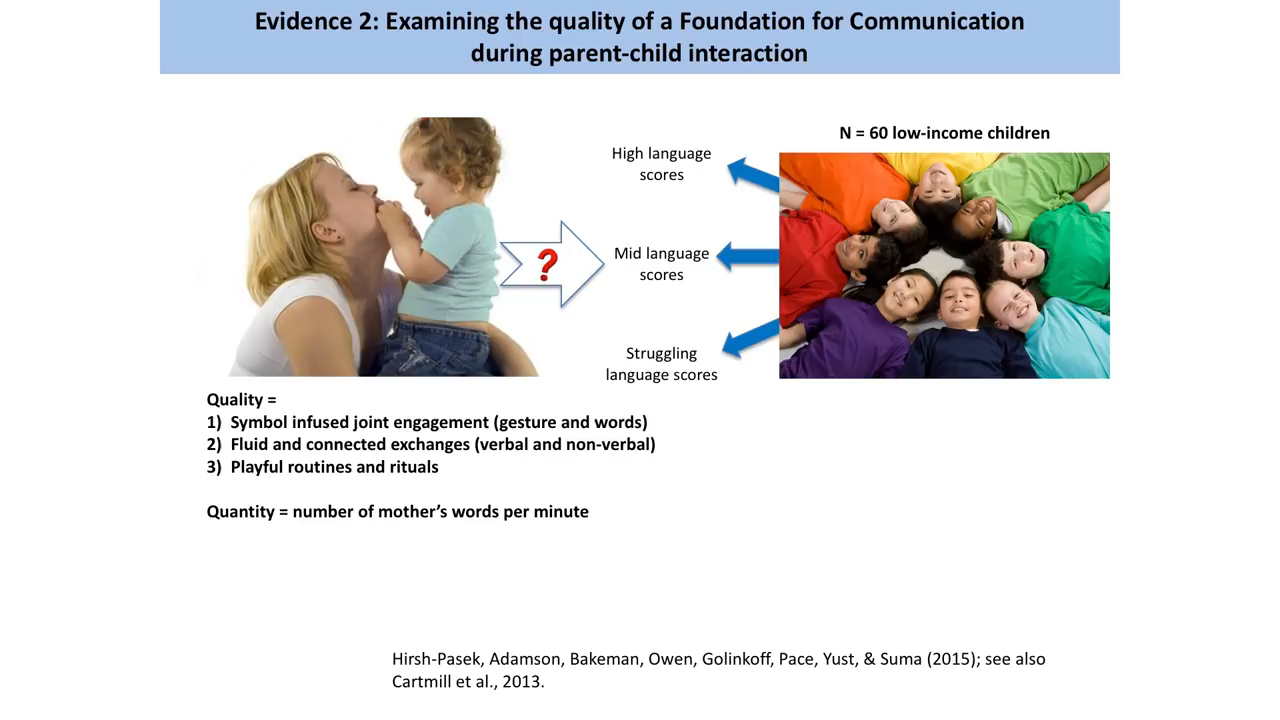 Evidence 2: Examining the quality of a Foundation for Communication
during parent-child interaction
N = 60 low-income children
High language
scores
?
Mid language
scores
Struggling
language scores
Quality =
1) Symbol infused joint engagement (gesture and words)
2) Fluid and connected exchanges (verbal and non-verbal)
3) Playful routines and rituals
Quantity = number of mother’s words per minute
Hirsh-Pasek, Adamson, Bakeman, Owen, Golinkoff, Pace, Yust, & Suma (2015); see also
Cartmill et al., 2013.